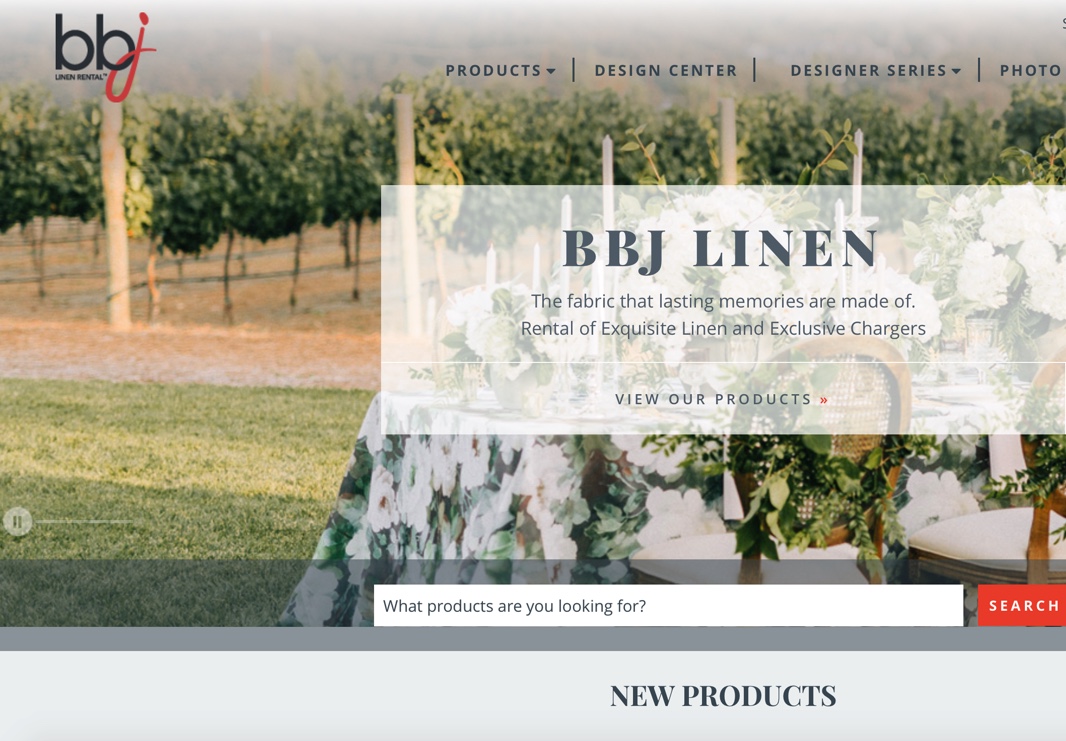 bbj
LINEN RENTAL™
PRODUCTS
DESIGN CENTER
DESIGNER SERIES
PHOTO
BBJ LINEN
The fabric that lasting memories are made of.
Rental of Exquisite Linen and Exclusive Chargers
VIEW OUR PRODUCTS »
What products are you looking for?
SEARCH
NEW PRODUCTS